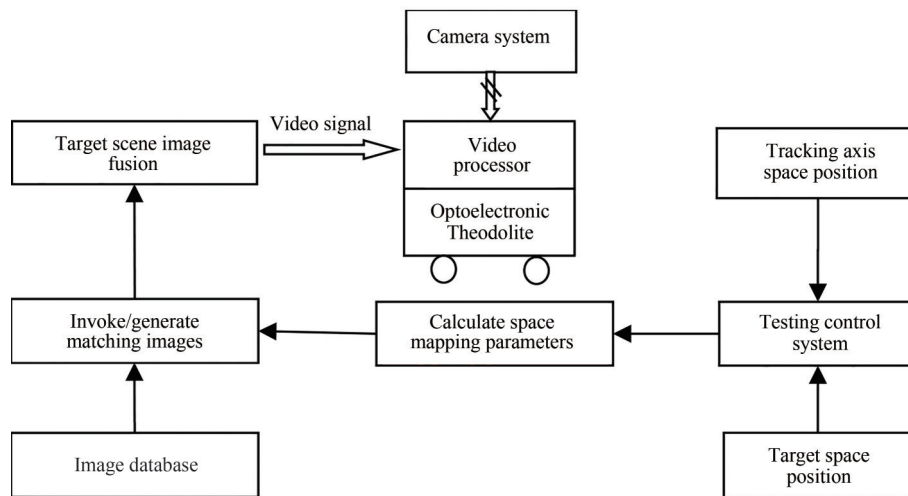 Camera system
Video signal
Target scene image
fusion
Video
processor
Tracking axis
space position
Optoelectronic
Theodolite
Invoke/generate
matching images
Calculate space
mapping parameters
Testing control
system
Image database
Target space
position